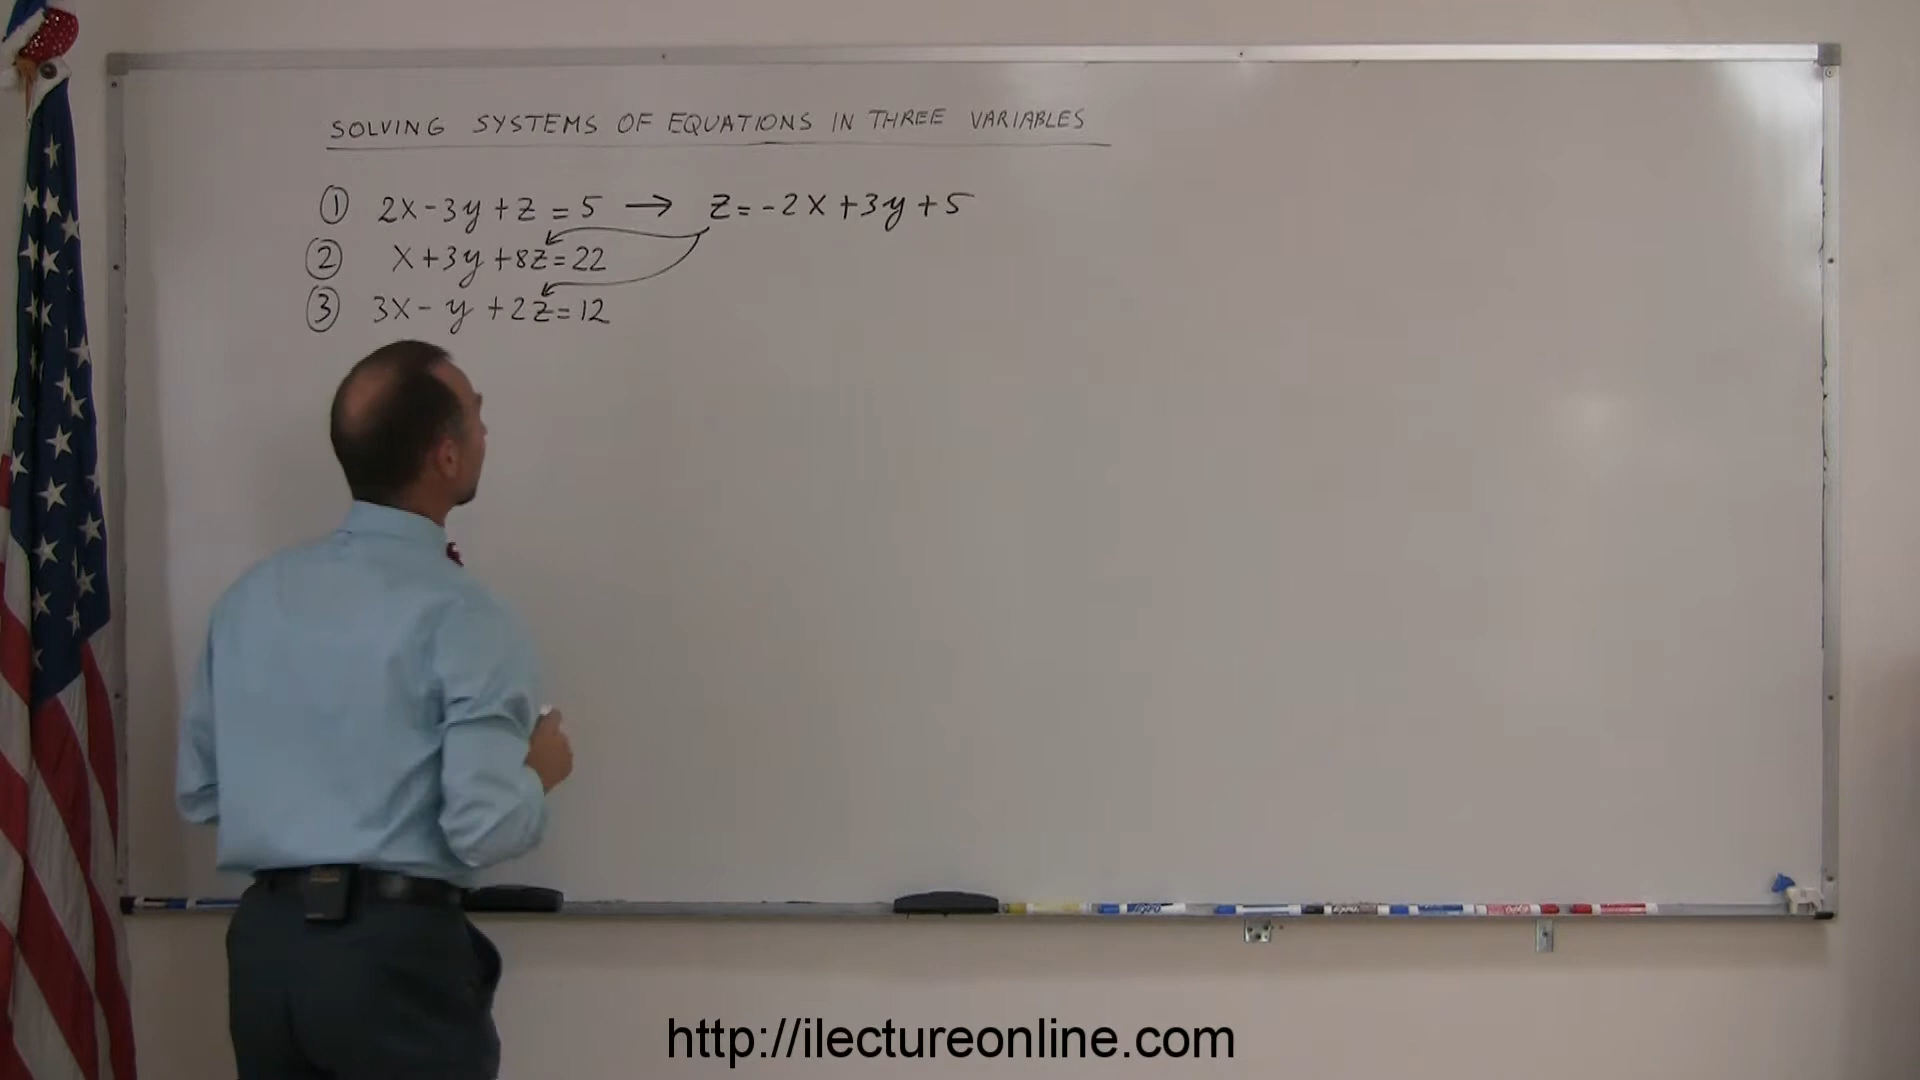 SOLVING SYSTEMS OF EQUATIONS IN THREE VARIABLES
① 2x-3y+z=5 → z=-2x+3y+5
② x+3y+8z=22
③ 3x-y+2z=12
http://ilectureonline.com